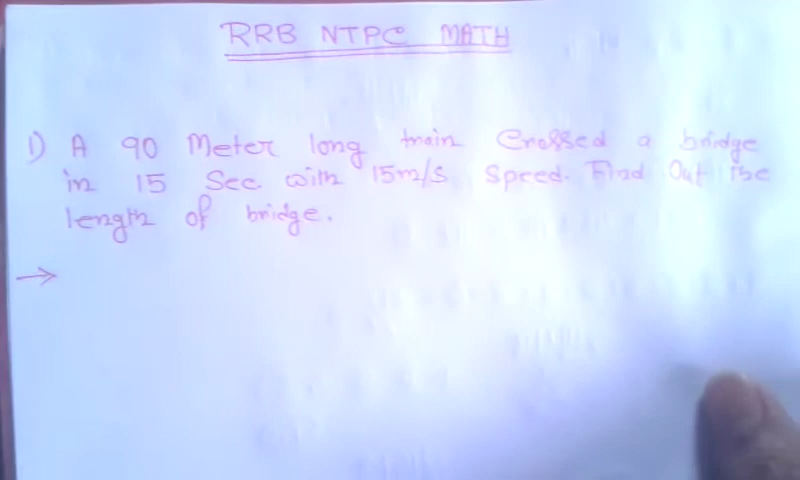 RRB NTPC MATH
1) A 90 Meter long train Crossed a bridge
in 15 Sec. with 15m/s speed. Find Out the
length of bridge.
→